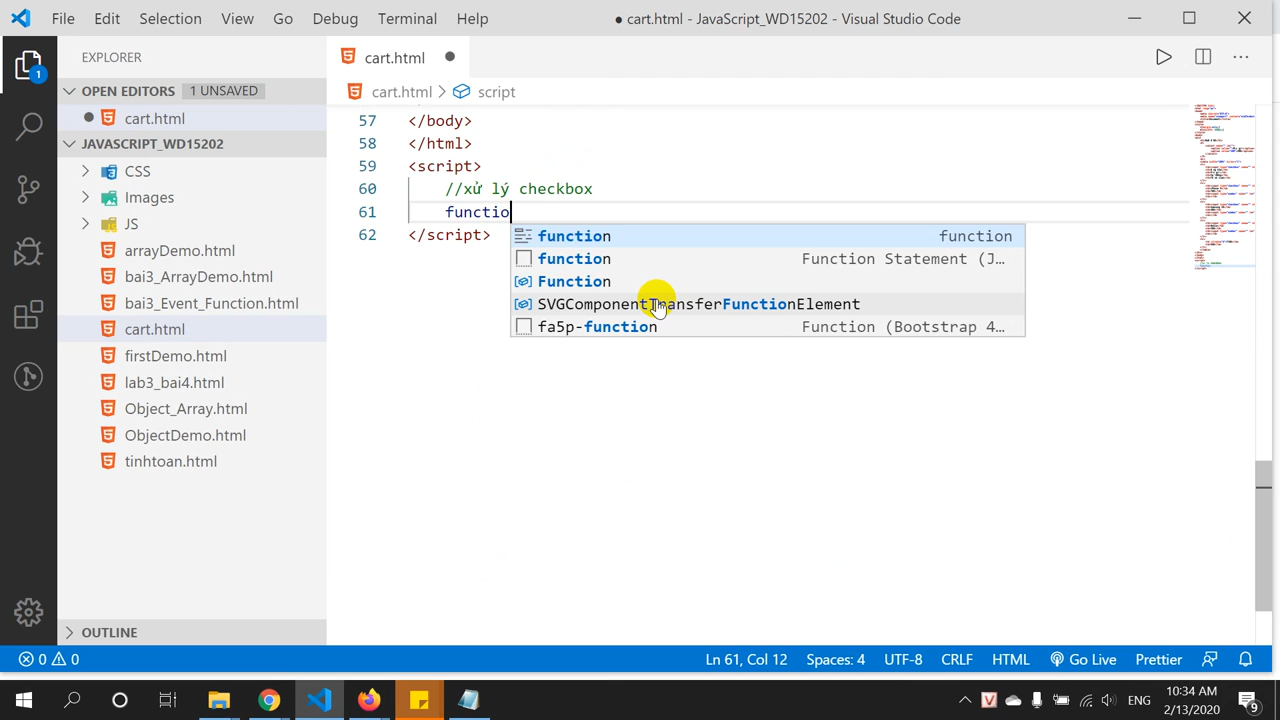 File Edit Selection View Go Debug Terminal Help ● cart.html - JavaScript_WD15202 - Visual Studio Code
EXPLORER
cart.html
OPEN EDITORS 1 UNSAVED
cart.html > script
cart.html
JAVASCRIPT_WD15202
CSS
Images
JS
arrayDemo.html
bai3_ArrayDemo.html
bai3_Event_Function.html
cart.html
firstDemo.html
lab3_bai4.html
Object_Array.html
ObjectDemo.html
tinhtoan.html
OUTLINE
57 </body>
58 </html>
59 <script>
60 //xử lý checkbox
61 functio
62 </script>
function function
function Function Statement (J…
Function
SVGComponentTransferFunctionElement
fa5p-function Function (Bootstrap 4…
1
0 0 Ln 61, Col 12 Spaces: 4 UTF-8 CRLF HTML Go Live Prettier
ENG 10:34 AM
2/13/2020
9